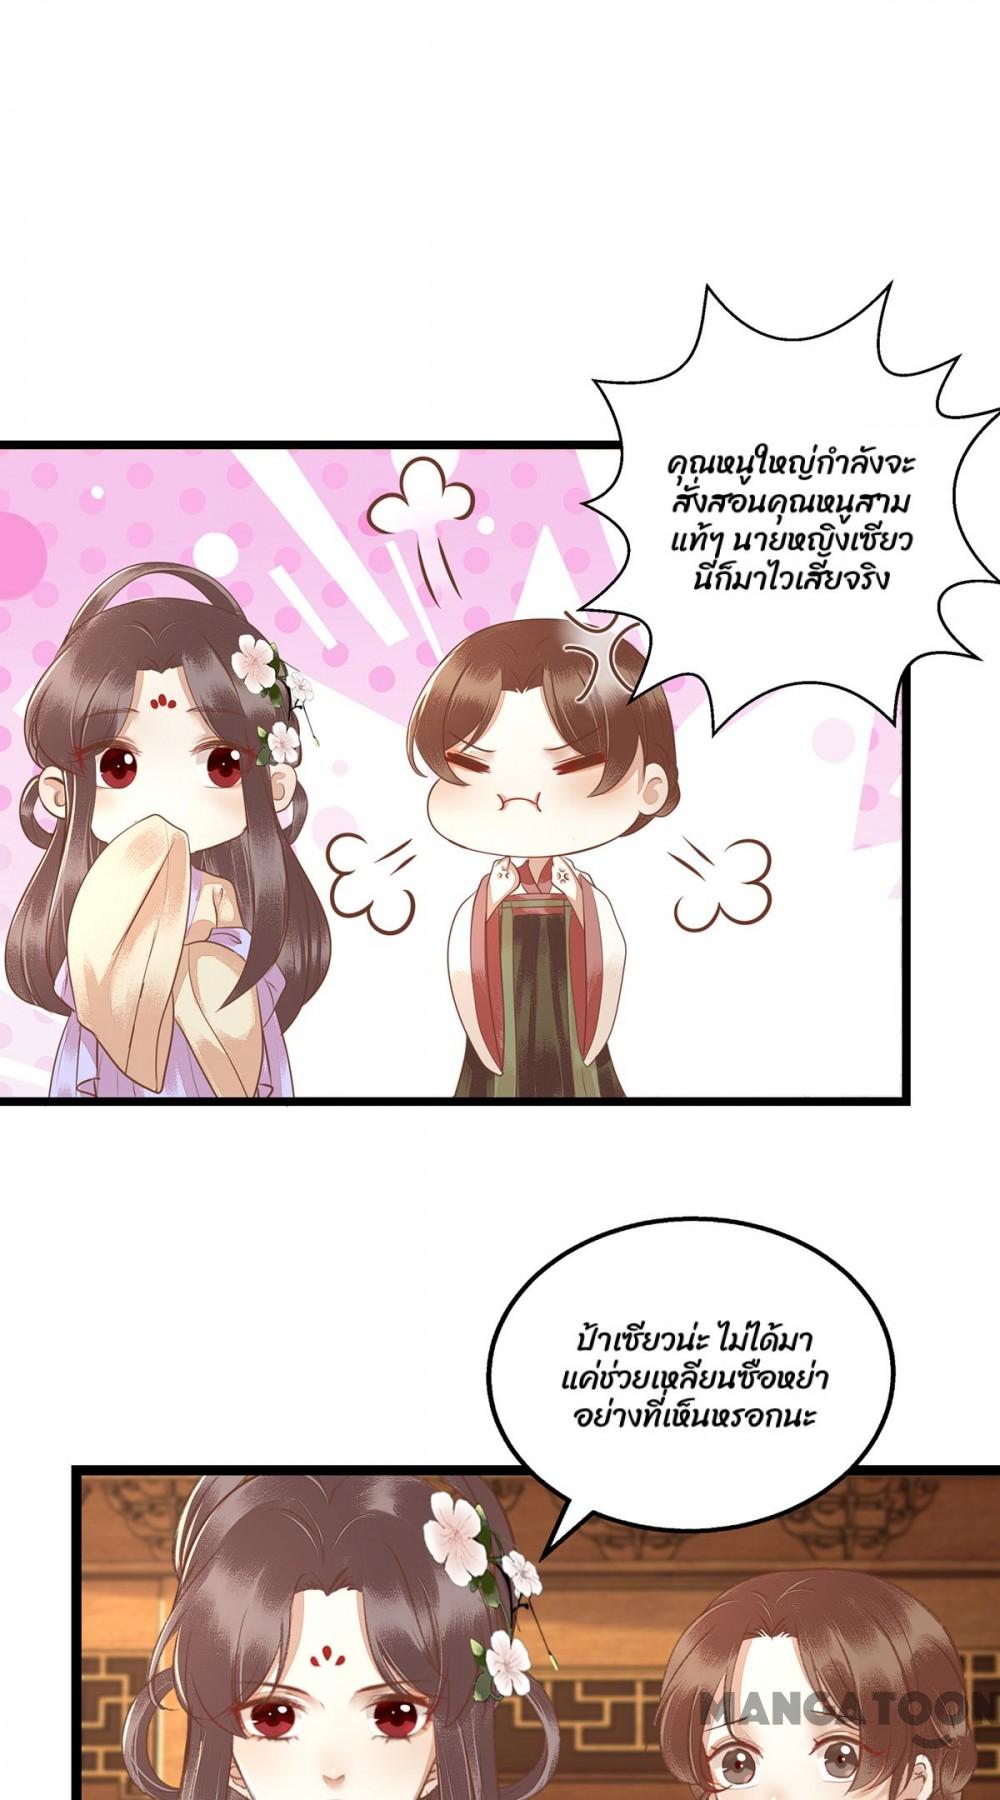 คุณหนูใหญ่กำลังจะ
สั่งสอนคุณหนูสาม
แท้ๆ นายหญิงเซียว
นี่ก็มาไวเสียจริง
ป้าเซียวน่ะ ไม่ได้มา
แค่ช่วยเหลียนซือหย่า
อย่างที่เห็นหรอกนะ
MANGATOON